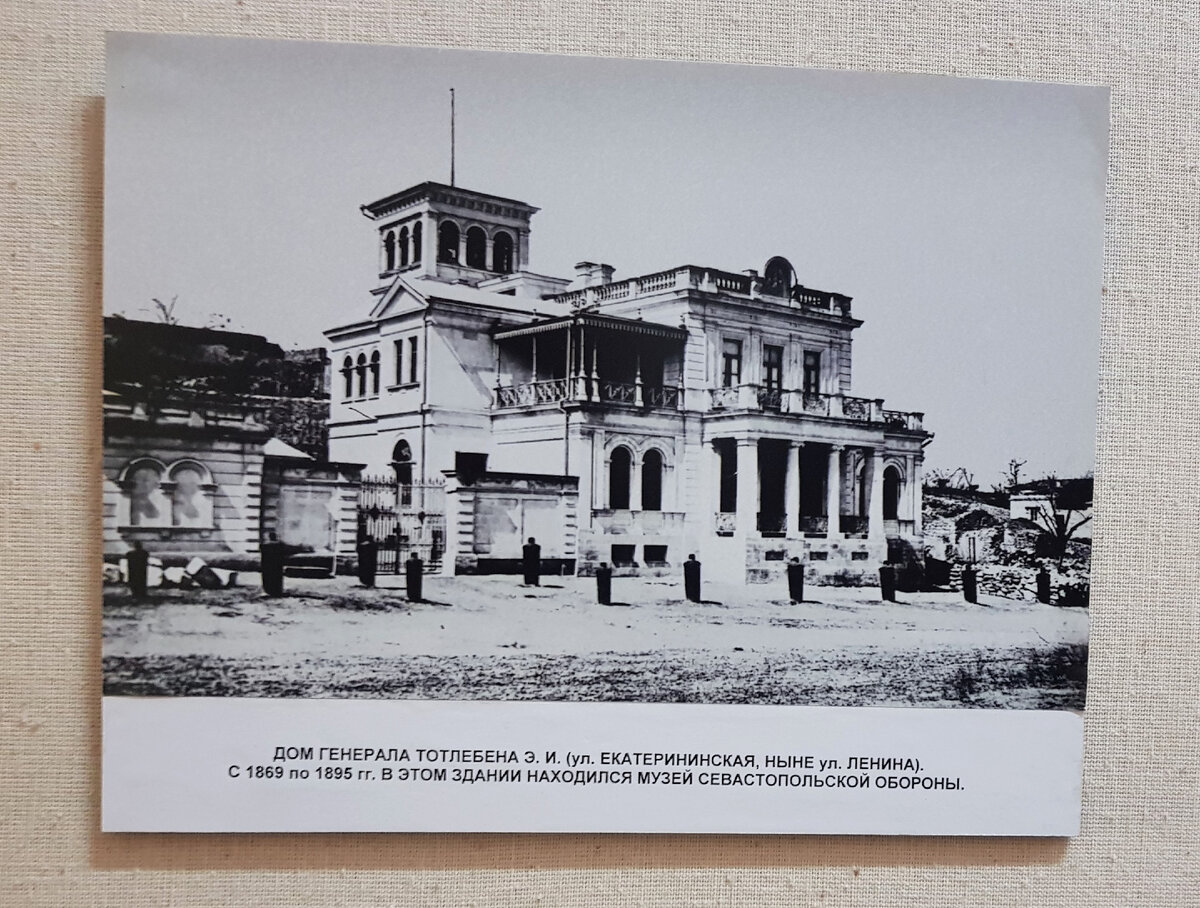 ДОМ ГЕНЕРАЛА ТОТЛЕБЕНА Э. И. (ул. ЕКАТЕРИНИНСКАЯ, НЫНЕ ул. ЛЕНИНА).
С 1869 по 1895 гг. В ЭТОМ ЗДАНИИ НАХОДИЛСЯ МУЗЕЙ СЕВАСТОПОЛЬСКОЙ ОБОРОНЫ.